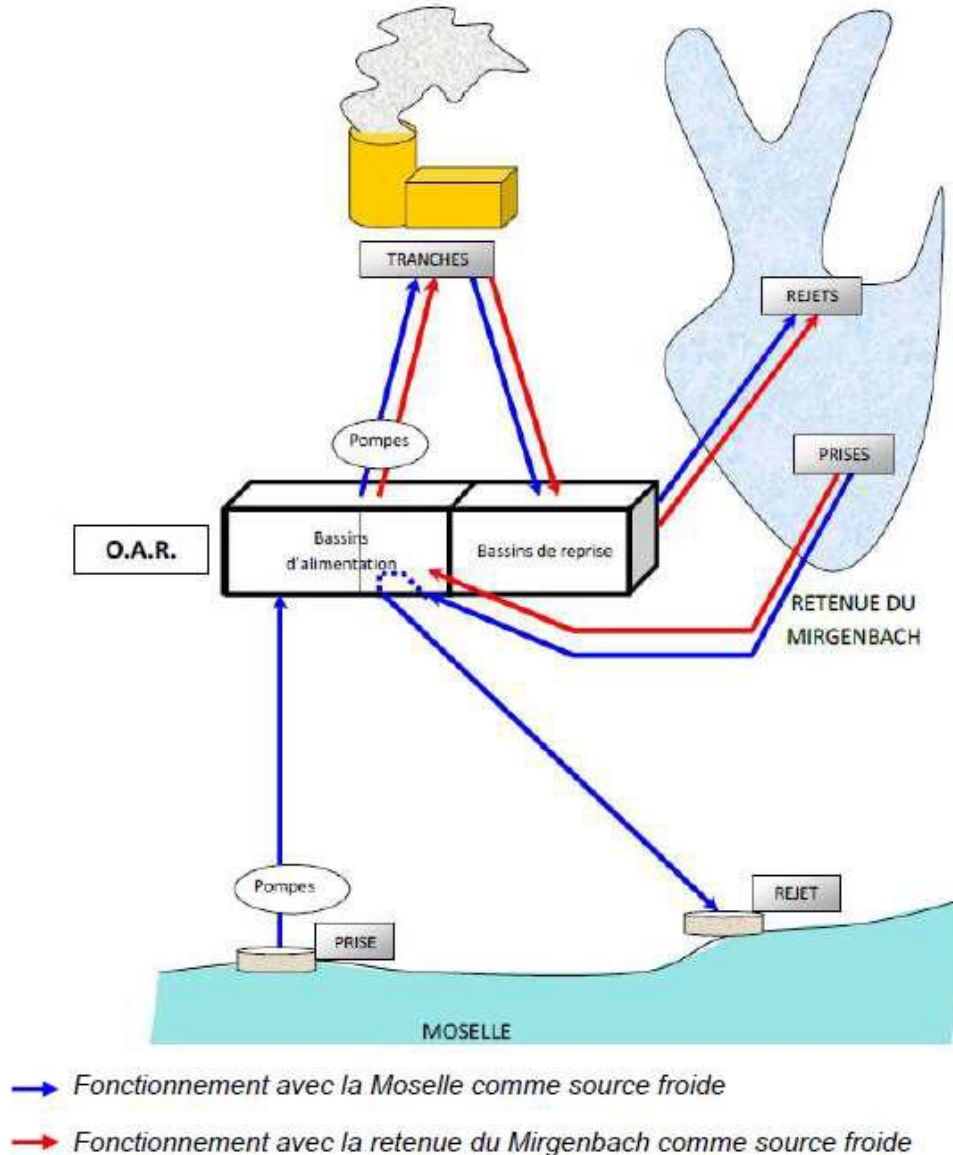 TRANCHES
REJETS
Pompes
PRISES
O.A.R.
Bassins
d'alimentation
Bassins de reprise
RETENUE DU
MIRGENBACH
Pompes
REJET
PRISE
MOSELLE
Fonctionnement avec la Moselle comme source froide
Fonctionnement avec la retenue du Mirgenbach comme source froide